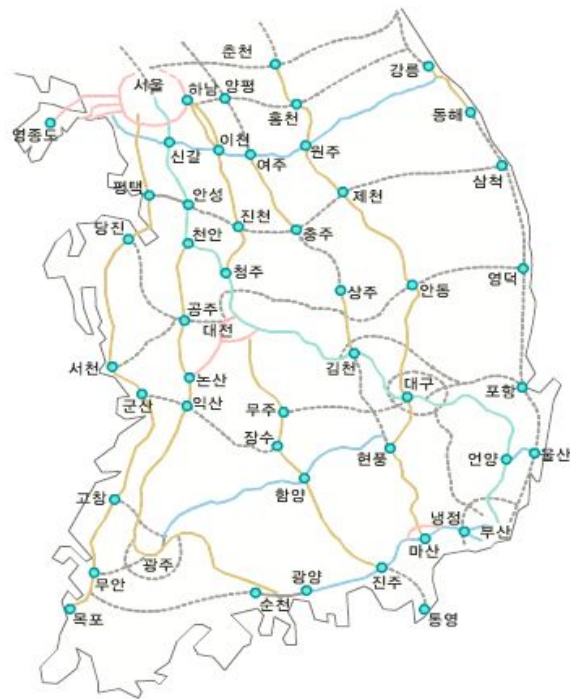 춘천
강릉
서울
하남
양평
홍천
동해
영종도
신갈
이천
여주
원주
삼척
평택
안성
제천
당진
진천
충주
천안
청주
상주
안동
영덕
공주
대전
서천
김천
논산
대구
포항
군산
익산
무주
장수
현풍
언양
울산
고창
함양
냉정
부산
광주
마산
무안
순천
광양
진주
목포
통영